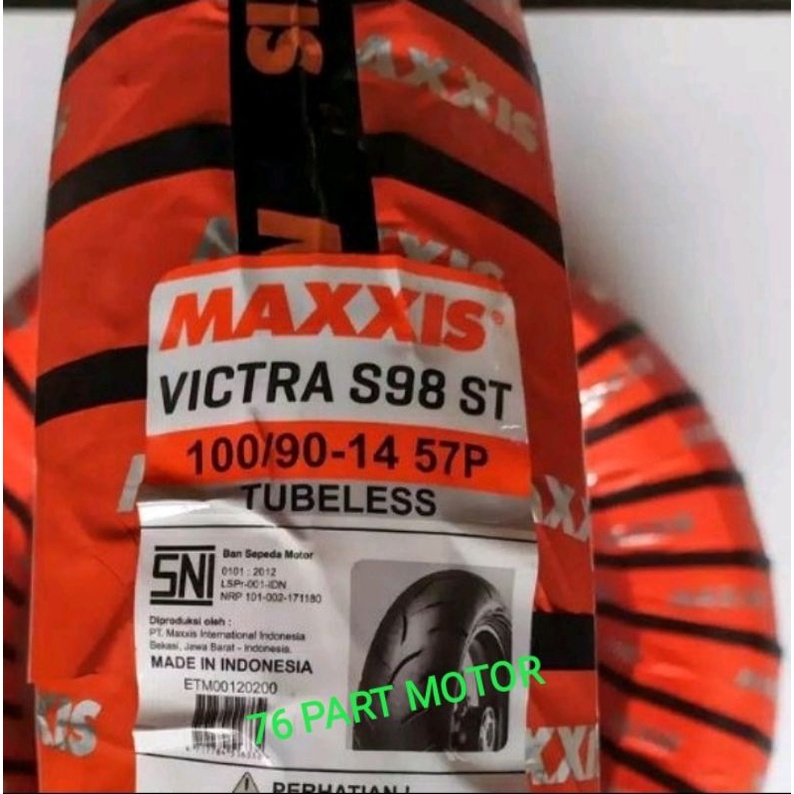 MAXXIS
MAXXIS®
VICTRA S98 ST
100/90-14 57P
TUBELESS
SNI
Ban Sepeda Motor
0101 : 2012
LSPr-001-IDN
NRP 101-002-171180
Diproduksi oleh :
PT. Maxxis International Indonesia
Bekasi, Jawa Barat - Indonesia.
MADE IN INDONESIA
ETM00120200
76 PART MOTOR
PERHATIAN !